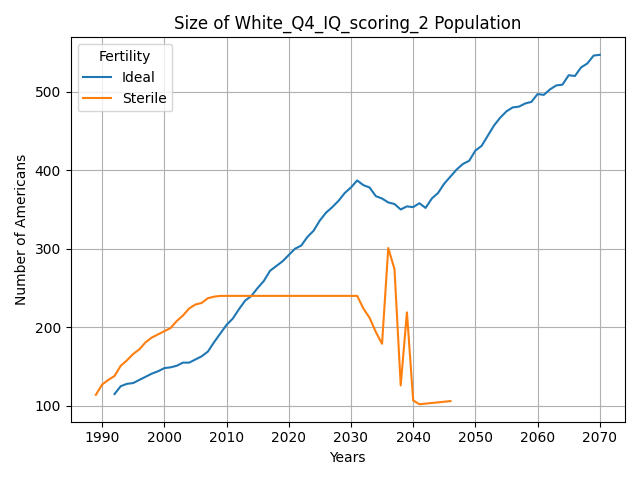 Size of White_Q4_IQ_scoring_2 Population
Fertility
Ideal
Sterile
Number of Americans
500
400
300
200
100
1990 2000 2010 2020 2030 2040 2050 2060 2070
Years